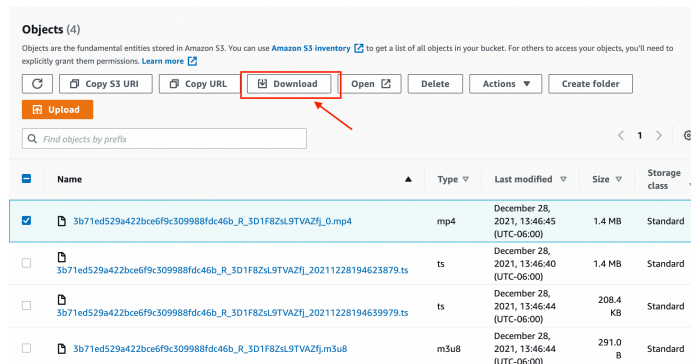 Objects (4)
Objects are the fundamental entities stored in Amazon S3. You can use Amazon S3 inventory to get a list of all objects in your bucket. For others to access your objects, you'll need to
explicitly grant them permissions. Learn more
Copy S3 URI Copy URL Download Open Delete Actions Create folder
Upload
Find objects by prefix 1
Name Type Last modified Size Storage class
3b71ed529a422bce6f9c309988fdc46b_R_3D1F8ZsL9TVAZfj_0.mp4 mp4 December 28, 2021, 13:46:45 (UTC-06:00) 1.4 MB Standard
3b71ed529a422bce6f9c309988fdc46b_R_3D1F8ZsL9TVAZfj_20211228194623879.ts ts December 28, 2021, 13:46:40 (UTC-06:00) 1.4 MB Standard
3b71ed529a422bce6f9c309988fdc46b_R_3D1F8ZsL9TVAZfj_20211228194639979.ts ts December 28, 2021, 13:46:44 (UTC-06:00) 208.4 KB Standard
3b71ed529a422bce6f9c309988fdc46b_R_3D1F8ZsL9TVAZfj.m3u8 m3u8 December 28, 2021, 13:46:44 (UTC-06:00) 291.0 B Standard